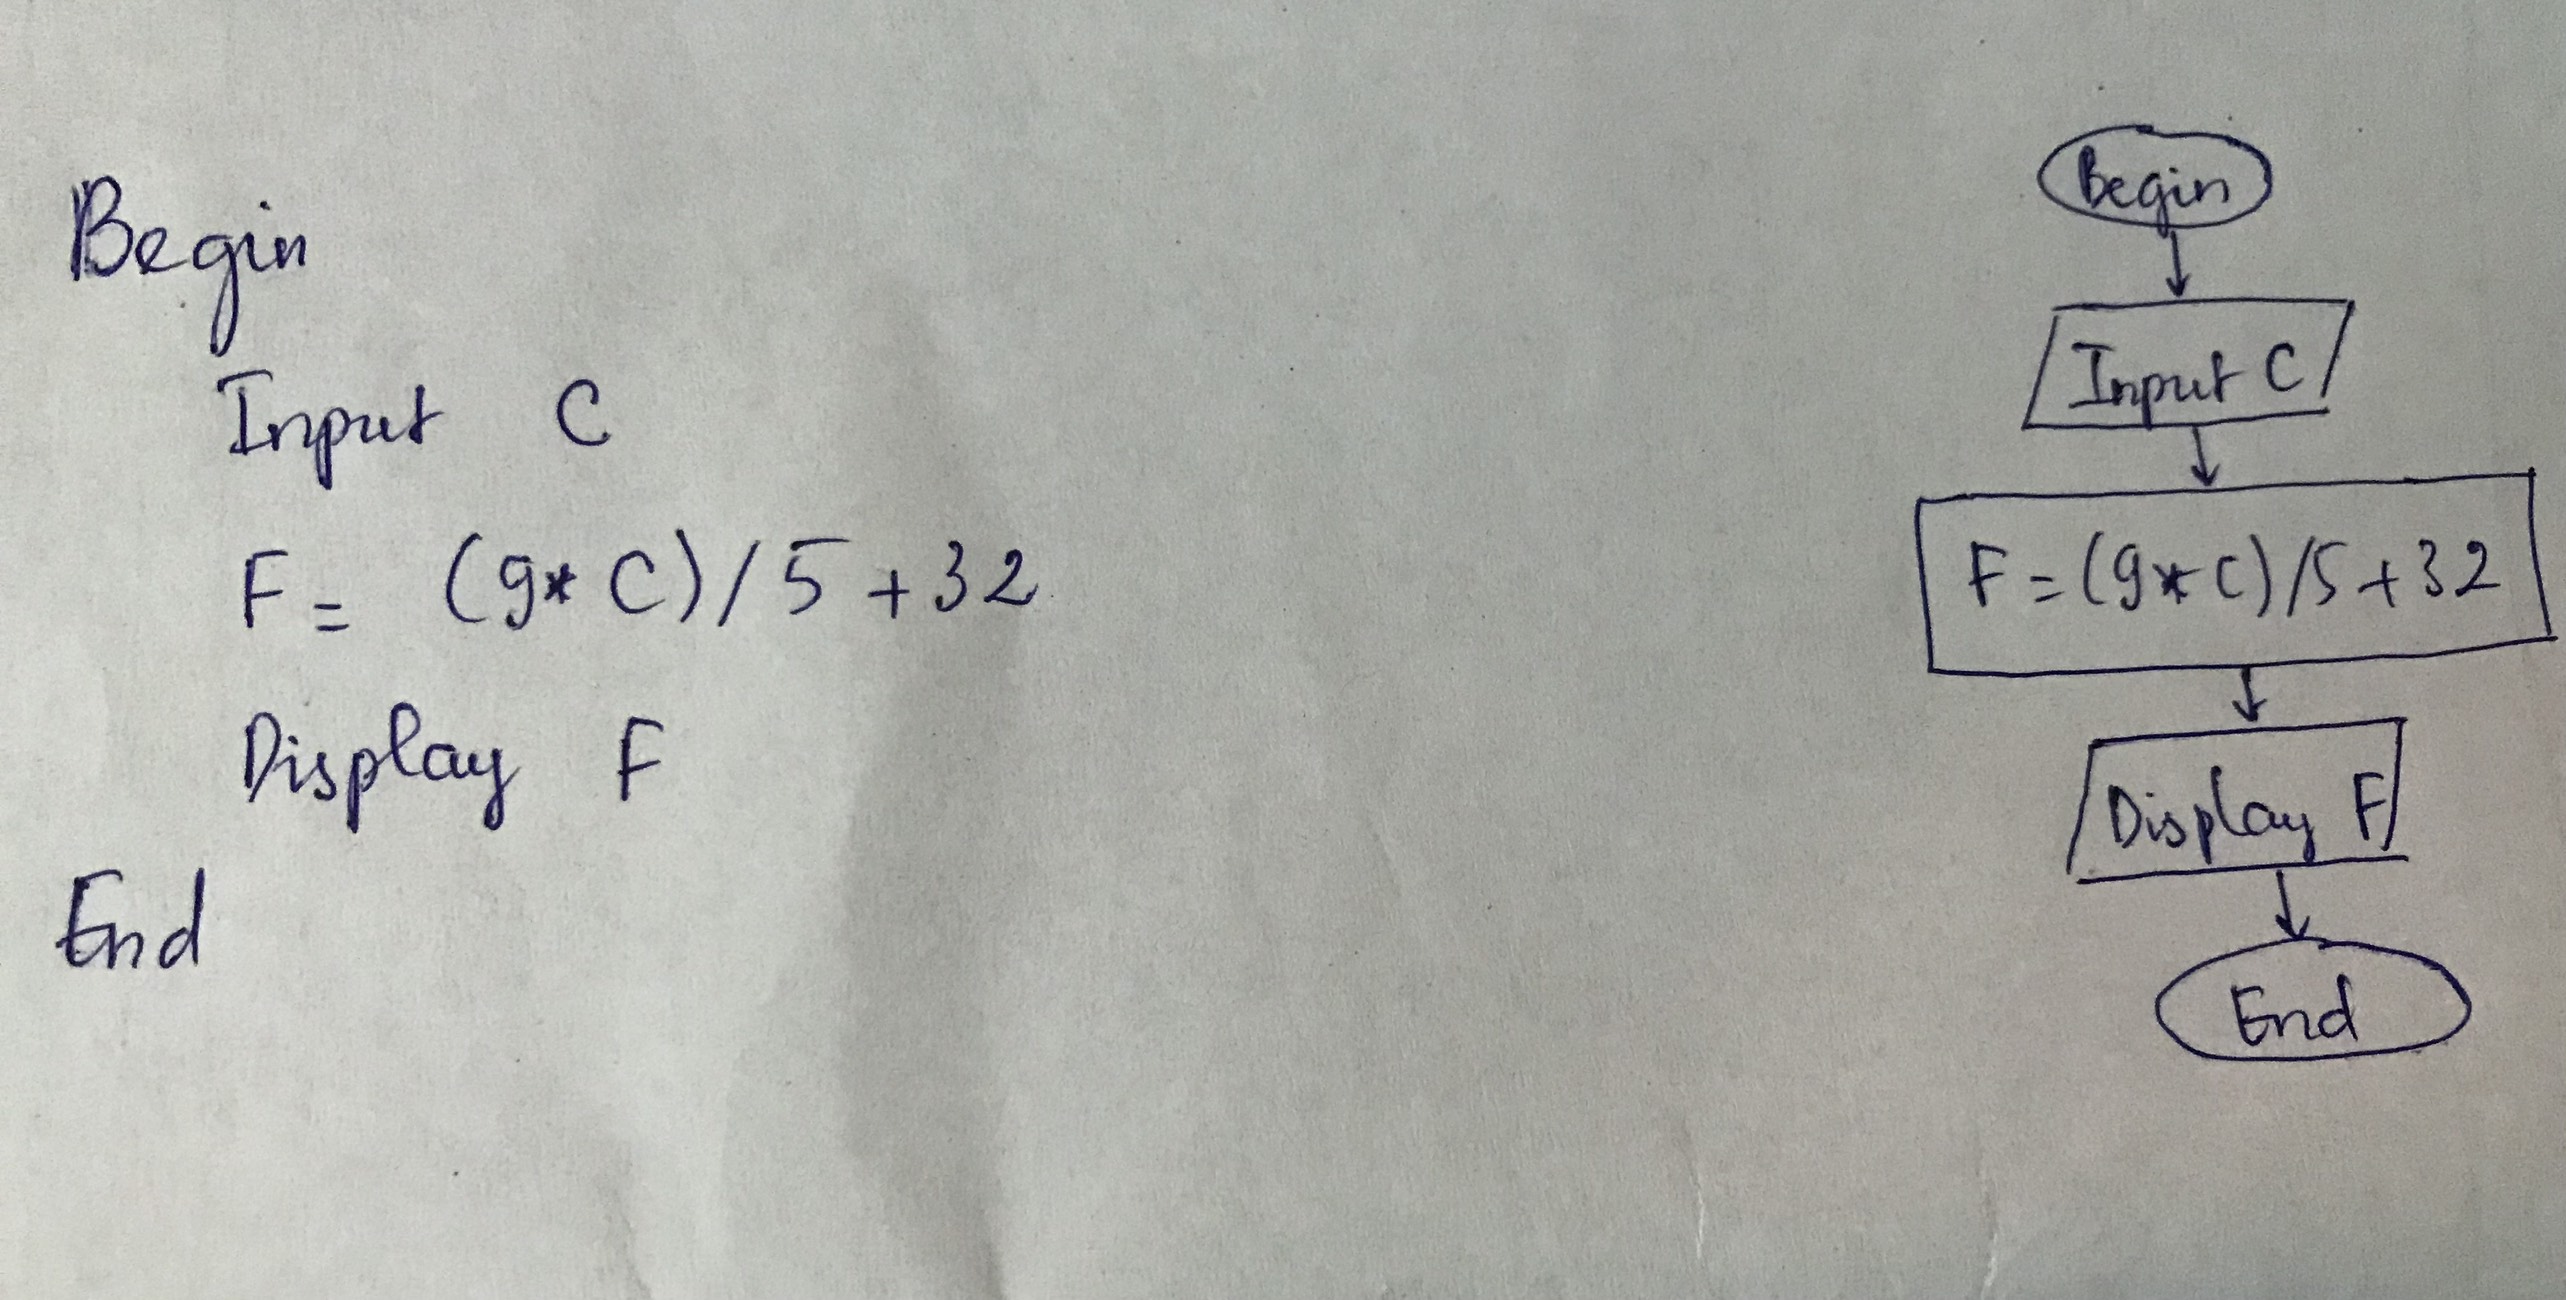 Begin
Input C
F = (9* C) / 5 + 32
Display F
End
Begin
Input C
F = (9* C) /5 + 32
Display F
End